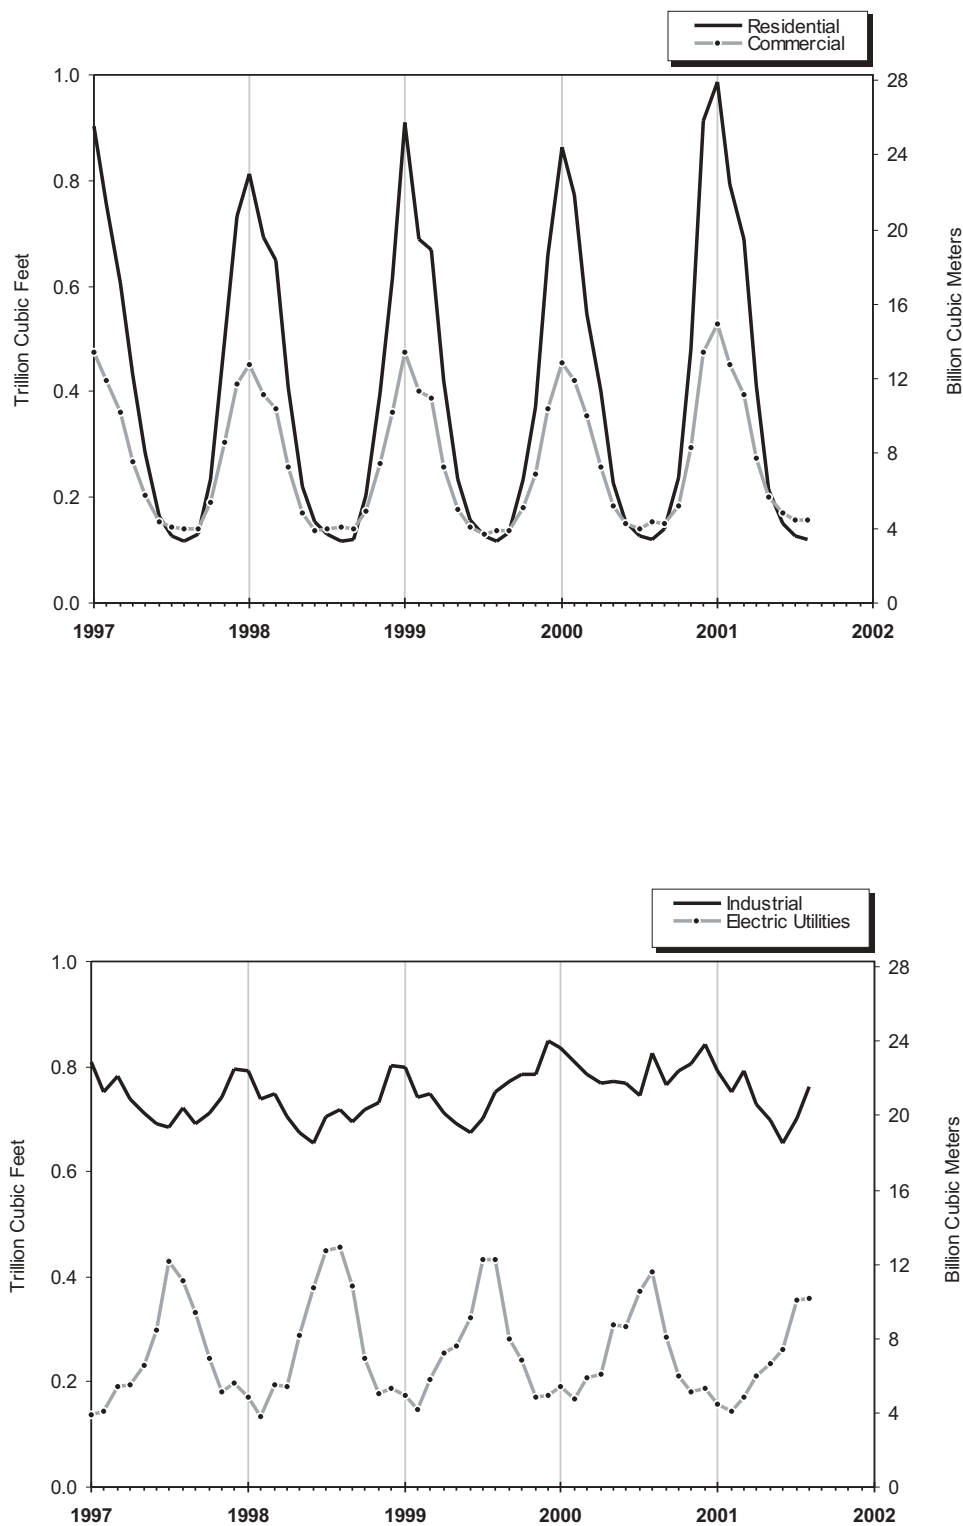 Residential
Commercial
1.0
0.8
0.6
0.4
0.2
0.0
Trillion Cubic Feet
28
24
20
16
12
8
4
0
Billion Cubic Meters
1997 1998 1999 2000 2001 2002
Industrial
Electric Utilities
1.0
0.8
0.6
0.4
0.2
0.0
Trillion Cubic Feet
28
24
20
16
12
8
4
0
Billion Cubic Meters
1997 1998 1999 2000 2001 2002